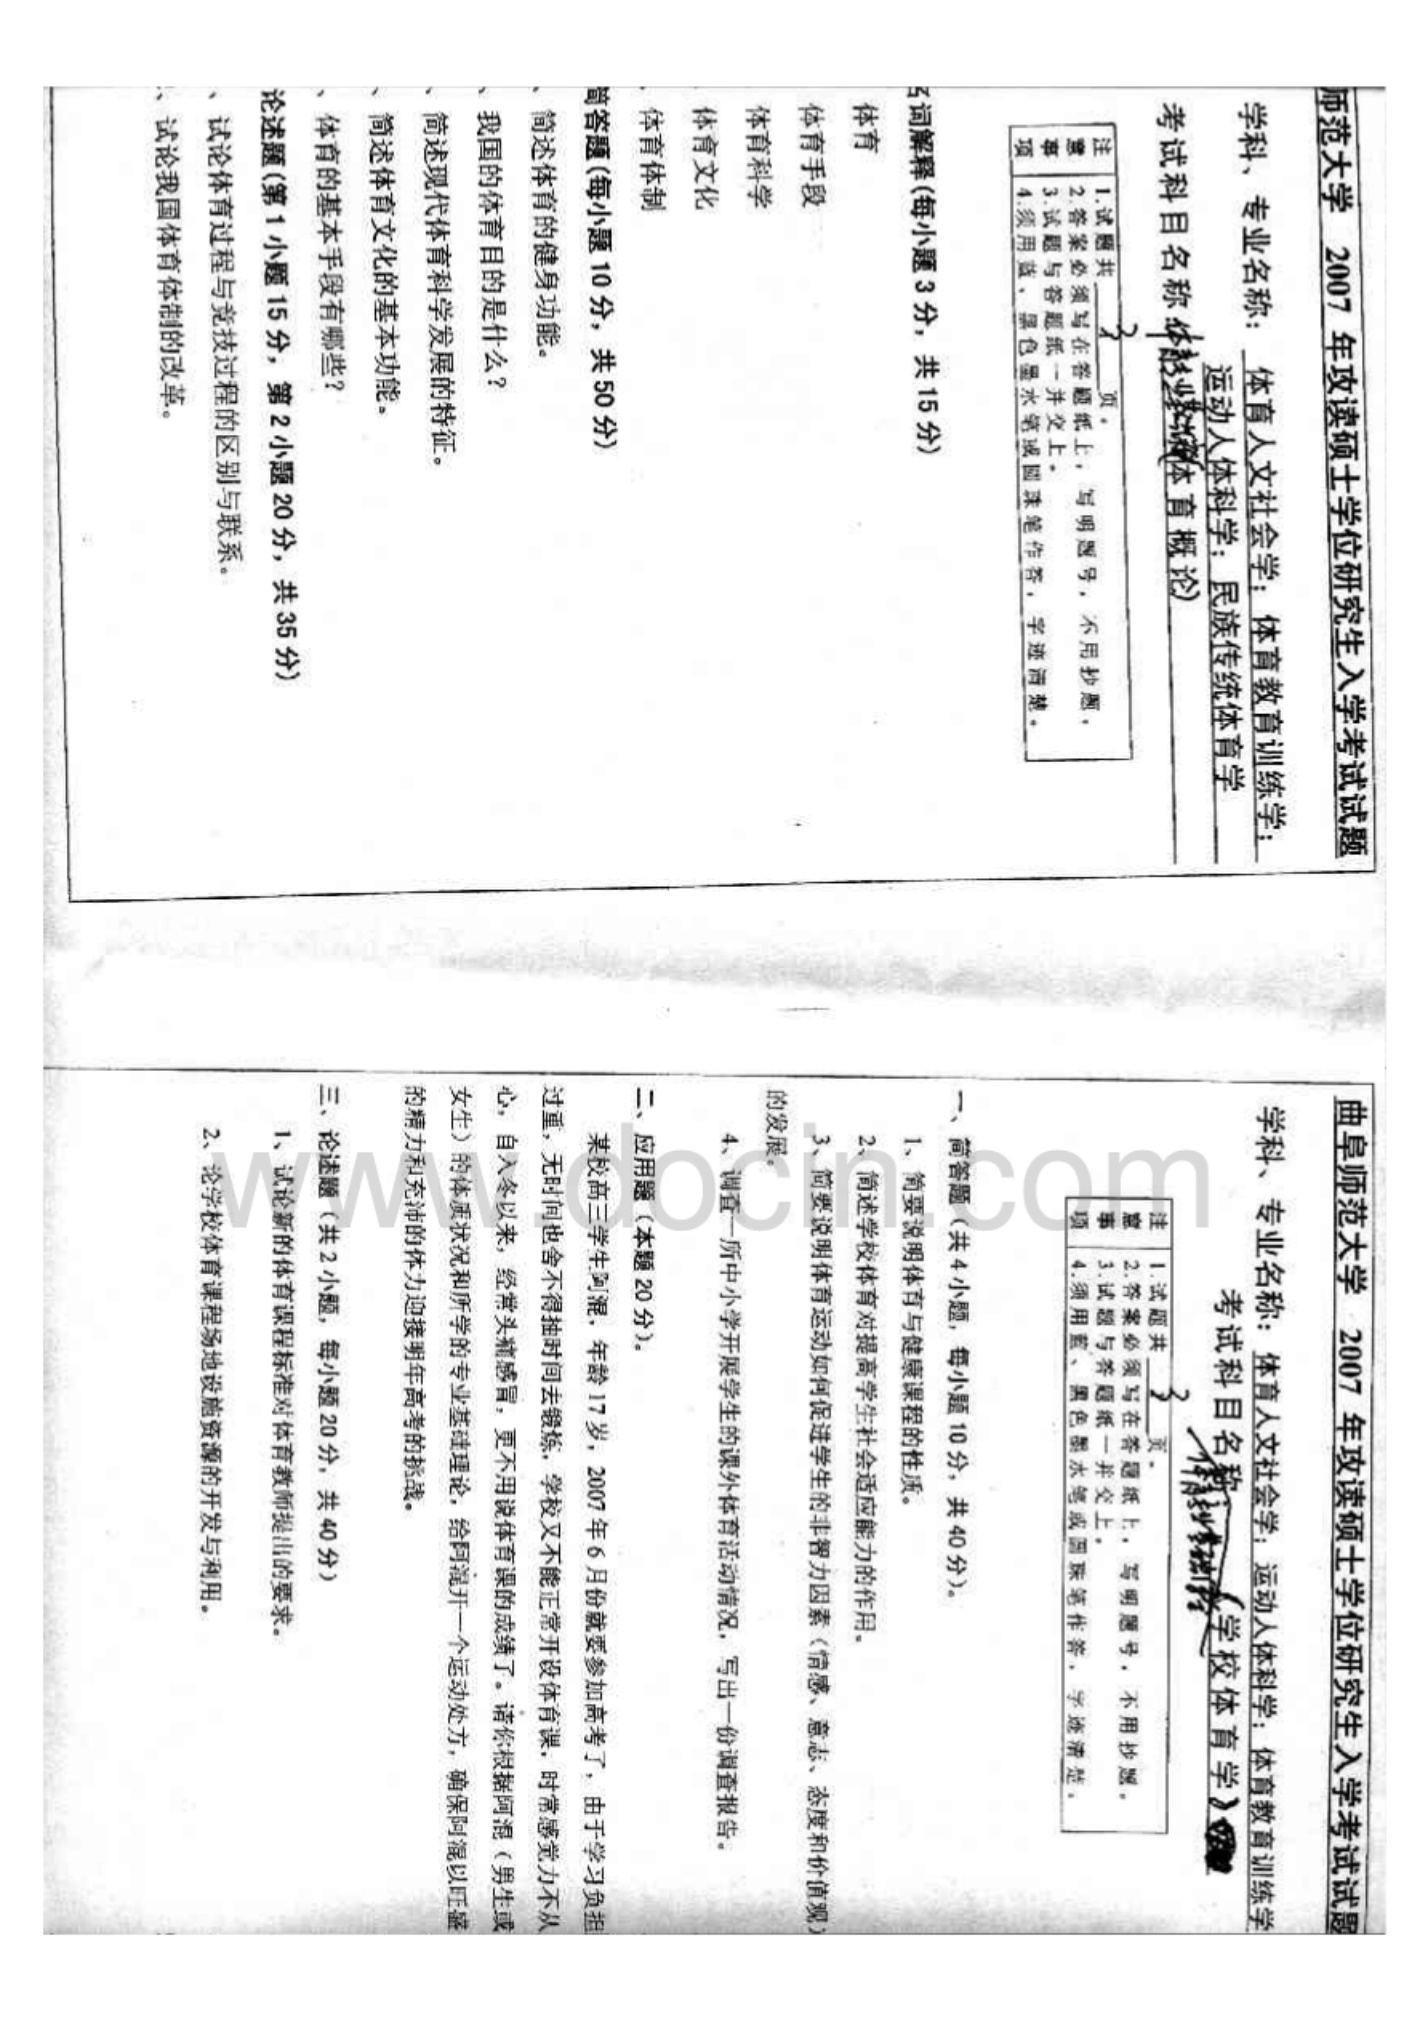 师范大学 2007 年攻读硕士学位研究生入学考试试题
学科、专业名称：体育人文社会学；体育教育训练学；
运动人体科学；民族传统体育学
考试科目名称：(体育概论)
注意事项
1.试题共 2 页。
2.答案必须写在答题纸上，写明题号，不用抄题。
3.试题与答题纸一并交上。
4.须用蓝、黑色墨水笔或圆珠笔作答，字迹清楚。
名词解释(每小题 3 分，共 15 分)
体育
体育手段
体育科学
体育文化
体育体制
简答题(每小题 10 分，共 50 分)
、简述体育的健身功能。
、我国的体育目的是什么？
、简述现代体育科学发展的特征。
、简述体育文化的基本功能。
、体育的基本手段有哪些？
论述题(第 1 小题 15 分，第 2 小题 20 分，共 35 分)
、试论体育过程与竞技过程的区别与联系。
、试论我国体育体制的改革。
曲阜师范大学 2007 年攻读硕士学位研究生入学考试试题
学科、专业名称：体育人文社会学；运动人体科学；体育教育训练学
考试科目名称：(学校体育学)
注意事项
1.试题共 2 页。
2.答案必须写在答题纸上，写明题号，不用抄题。
3.试题与答题纸一并交上。
4.须用蓝、黑色墨水笔或圆珠笔作答，字迹清楚。
一、简答题（共 4 小题，每小题 10 分，共 40 分）。
1、简要说明体育与健康课程的性质。
2、简述学校体育对提高学生社会适应能力的作用。
3、简要说明体育运动如何促进学生的非智力因素（情感、意志、态度和价值观）
的发展。
4、调查一所中小学开展学生的课外体育活动情况，写出一份调查报告。
二、应用题（本题 20 分）。
某校高三学生阿混，年龄 17 岁，2007 年 6 月份就要参加高考了，由于学习负担
过重，无时间也舍不得抽时间去锻炼，学校又不能正常开设体育课，时常感觉力不从
心，自入冬以来，经常头痛感冒，更不用说体育课的成绩了。请你根据阿混（男生或
女生）的体质状况和所学的专业基础理论，给阿混开一个运动处方，确保阿混以旺盛
的精力和充沛的体力迎接明年高考的挑战。
三、论述题（共 2 小题，每小题 20 分，共 40 分）
1、试论新的体育课程标准对体育教师提出的要求。
2、论学校体育课程场地设施资源的开发与利用。
www.docin.com